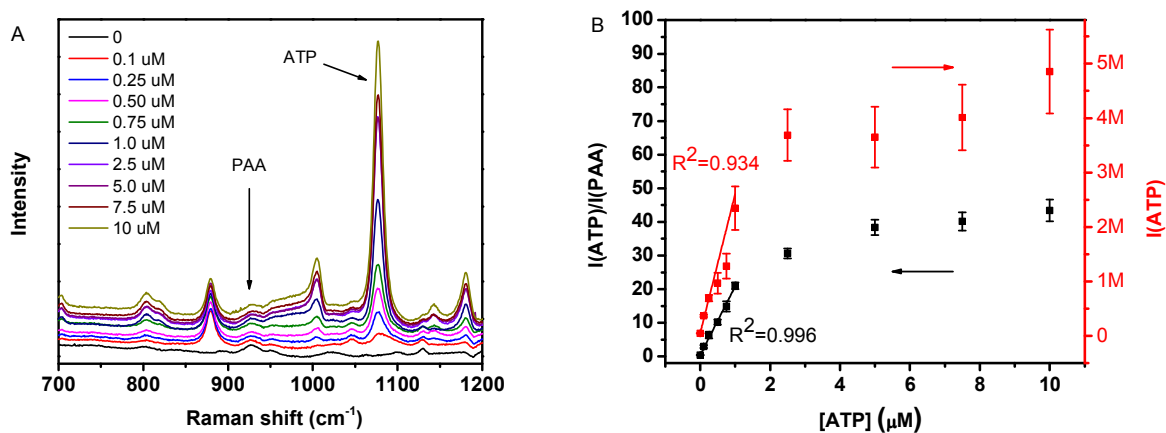 A
0
0.1 uM
0.25 uM
0.50 uM
0.75 uM
1.0 uM
2.5 uM
5.0 uM
7.5 uM
10 uM
ATP
PAA
Intensity
700 800 900 1000 1100 1200
Raman shift (cm⁻¹)
B
I(ATP)/I(PAA)
100
90
80
70
60
50
40
30
20
10
0
R²=0.934
R²=0.996
5M
4M
3M
2M
1M
0
I(ATP)
0 2 4 6 8 10
[ATP] (μM)